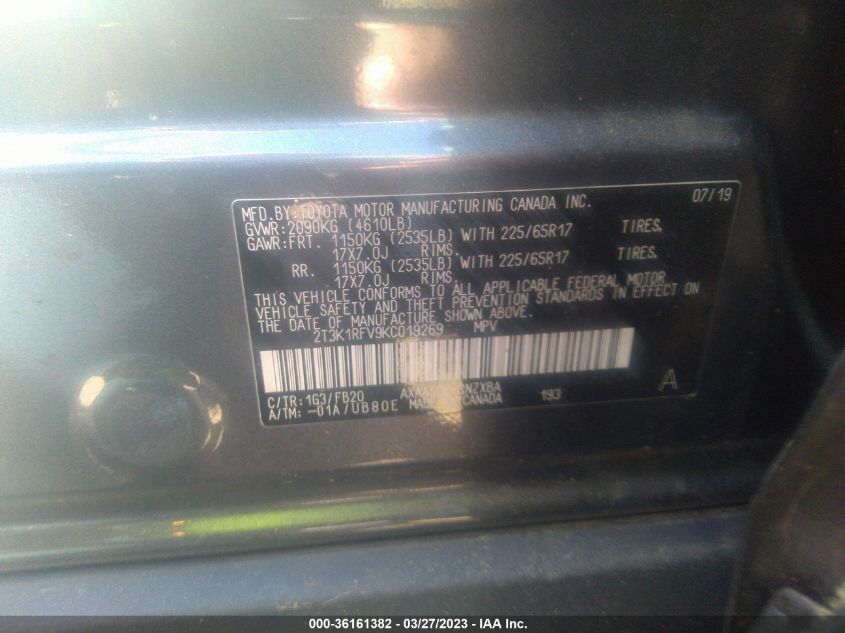 07/19
MFD.BY:TOYOTA MOTOR MANUFACTURING CANADA INC.
GVWR:2090KG (4610LB)
GAWR:FRT. 1150KG (2535LB) WITH 225/65R17 TIRES,
17X7.0J RIMS,
RR. 1150KG (2535LB) WITH 225/65R17 TIRES,
17X7.0J RIMS
THIS VEHICLE CONFORMS TO ALL APPLICABLE FEDERAL MOTOR
VEHICLE SAFETY AND THEFT PREVENTION STANDARDS IN EFFECT ON
THE DATE OF MANUFACTURE SHOWN ABOVE.
2T3K1RFV9KC019269 MPV
A
C/TR:1G3/FB20 193
A/TM:-01A/UB80E MADE IN CANADA
000-36161382 - 03/27/2023 - IAA Inc.